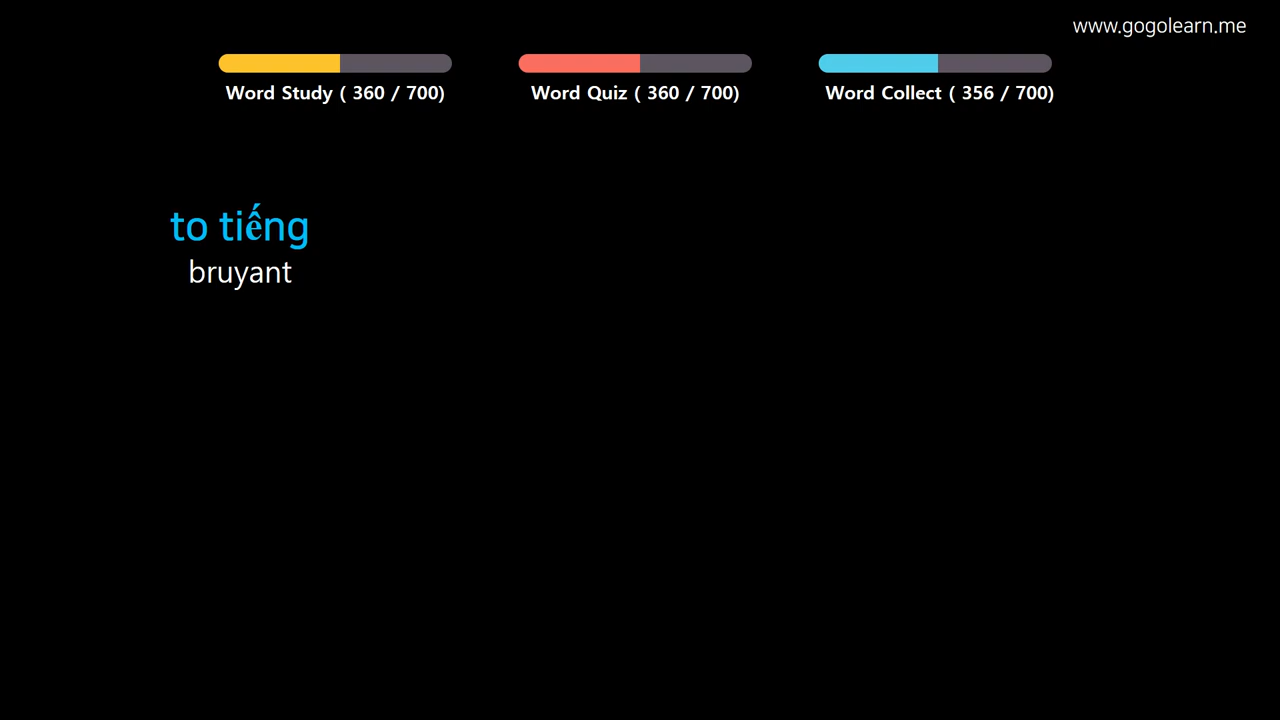 www.gogolearn.me
Word Study ( 360 / 700)
Word Quiz ( 360 / 700)
Word Collect ( 356 / 700)
to tiếng
bruyant